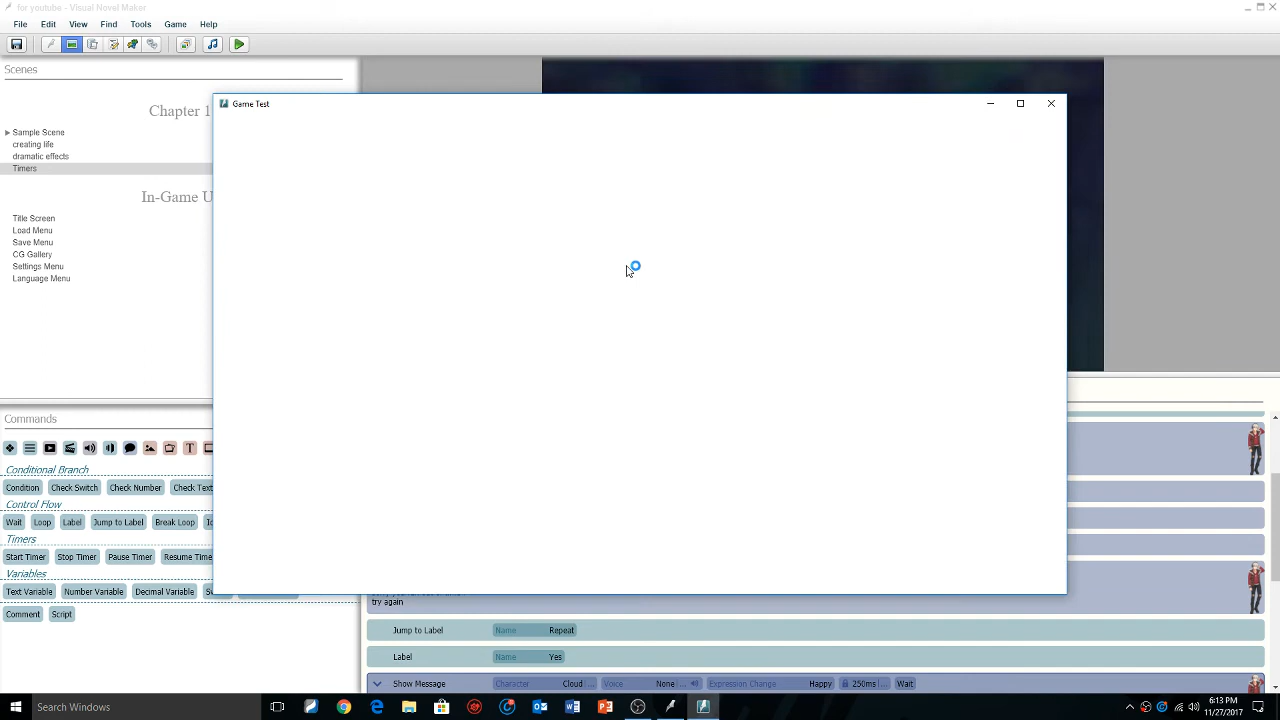 for youtube - Visual Novel Maker
File Edit View Find Tools Game Help
Scenes
Chapter 1
Sample Scene
creating life
dramatic effects
Timers
In-Game U
Title Screen
Load Menu
Save Menu
CG Gallery
Settings Menu
Language Menu
Game Test
Commands
Conditional Branch
Condition Check Switch Check Number Check Text
Control Flow
Wait Loop Label Jump to Label Break Loop
Timers
Start Timer Stop Timer Pause Timer Resume Time
Variables
Text Variable Number Variable Decimal Variable
Comment Script
try again
Jump to Label Name Repeat
Label Name Yes
Show Message Character Cloud ... Voice None ... Expression Change Happy 250ms ... Wait
Search Windows
6:13 PM
11/27/2017